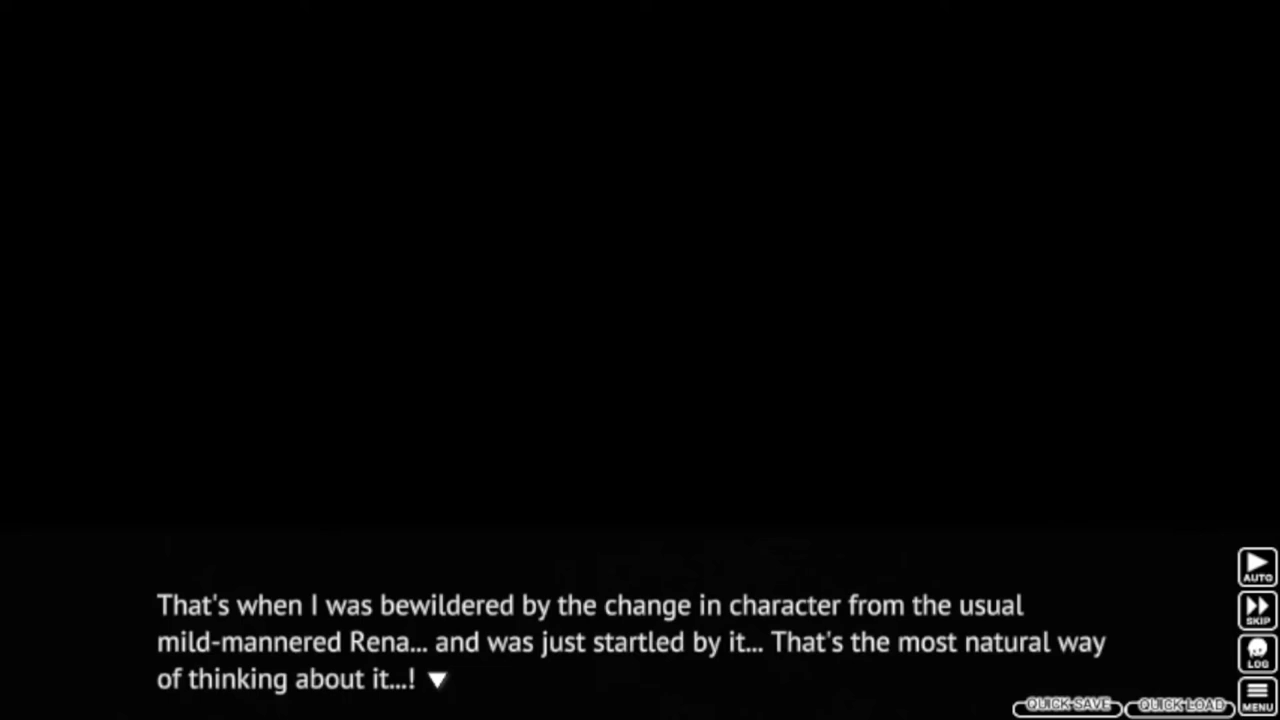 That's when I was bewildered by the change in character from the usual
mild-mannered Rena... and was just startled by it... That's the most natural way
of thinking about it...!
AUTO
SKIP
LOG
MENU
QUICK SAVE
QUICK LOAD